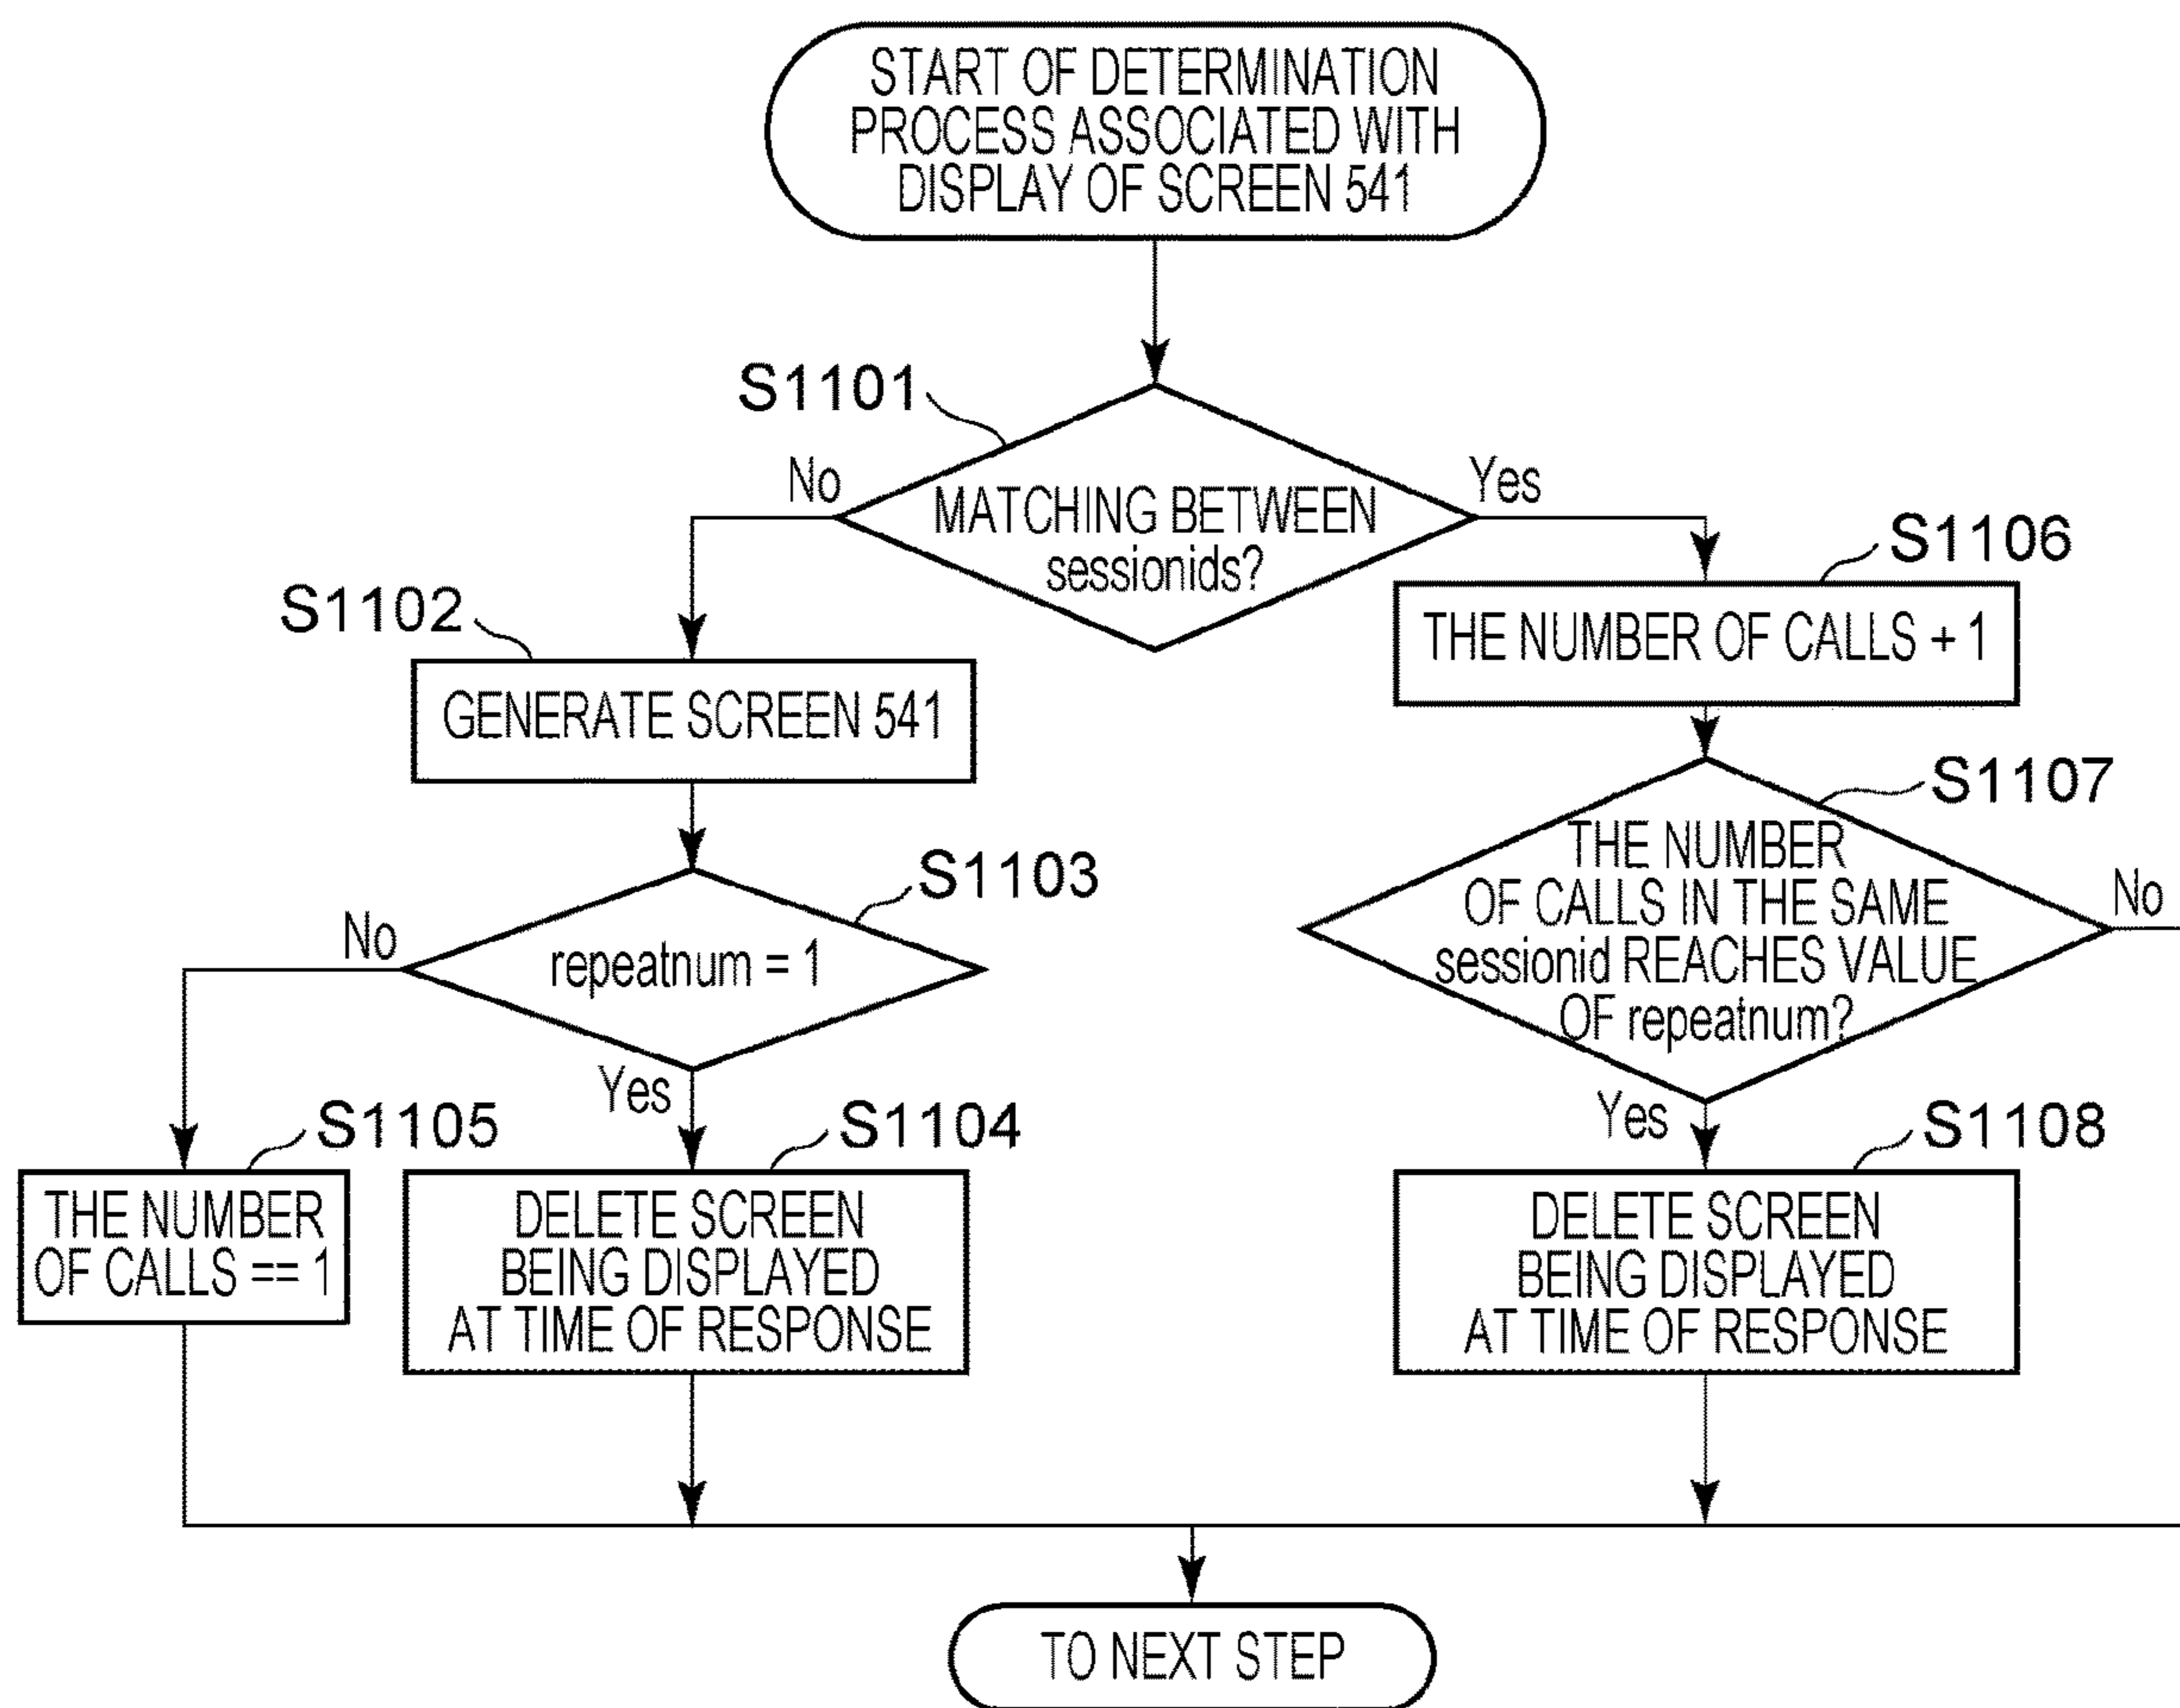 START OF DETERMINATION
PROCESS ASSOCIATED WITH
DISPLAY OF SCREEN 541
S1101
No
Yes
MATCHING BETWEEN
sessionids?
S1106
THE NUMBER OF CALLS + 1
S1102
GENERATE SCREEN 541
S1107
THE NUMBER
OF CALLS IN THE SAME
sessionid REACHES VALUE
OF repeatnum?
No
Yes
S1103
No
repeatnum = 1
Yes
S1105
THE NUMBER
OF CALLS == 1
S1104
DELETE SCREEN
BEING DISPLAYED
AT TIME OF RESPONSE
S1108
DELETE SCREEN
BEING DISPLAYED
AT TIME OF RESPONSE
TO NEXT STEP